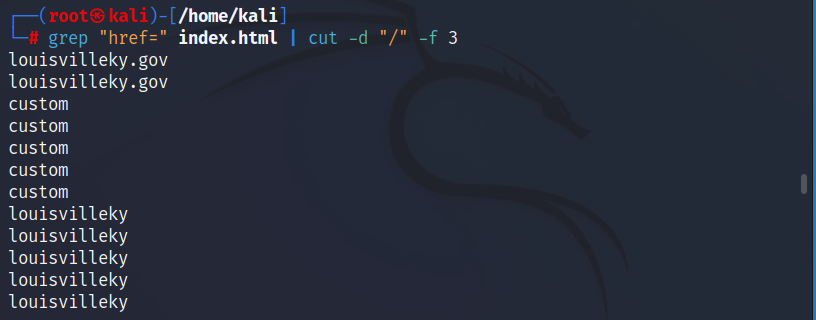 ┌──(root㉿kali)-[/home/kali]
└─# grep "href=" index.html | cut -d "/" -f 3
louisvilleky.gov
louisvilleky.gov
custom
custom
custom
custom
custom
louisvilleky
louisvilleky
louisvilleky
louisvilleky
louisvilleky